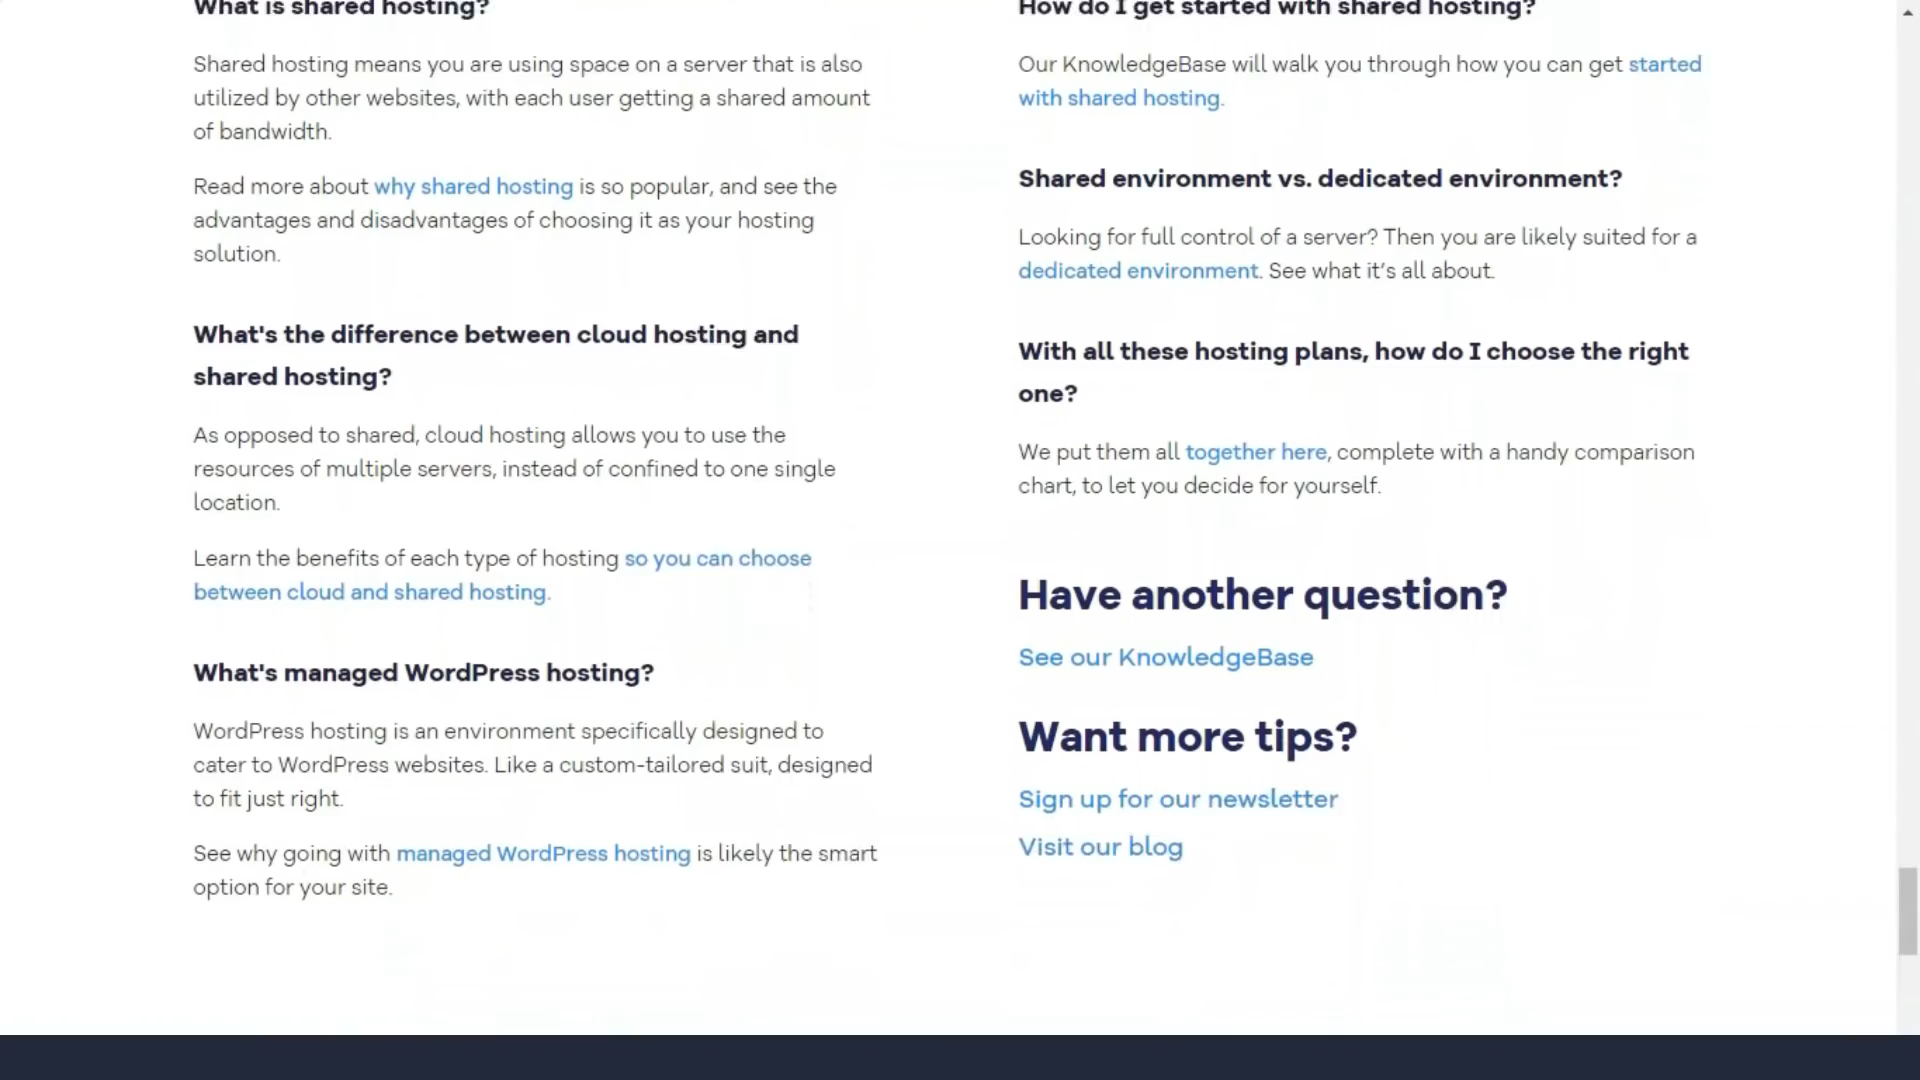 What is shared hosting?
Shared hosting means you are using space on a server that is also
utilized by other websites, with each user getting a shared amount
of bandwidth.
Read more about why shared hosting is so popular, and see the
advantages and disadvantages of choosing it as your hosting
solution.
What's the difference between cloud hosting and
shared hosting?
As opposed to shared, cloud hosting allows you to use the
resources of multiple servers, instead of confined to one single
location.
Learn the benefits of each type of hosting so you can choose
between cloud and shared hosting.
What's managed WordPress hosting?
WordPress hosting is an environment specifically designed to
cater to WordPress websites. Like a custom-tailored suit, designed
to fit just right.
See why going with managed WordPress hosting is likely the smart
option for your site.
How do I get started with shared hosting?
Our KnowledgeBase will walk you through how you can get started
with shared hosting.
Shared environment vs. dedicated environment?
Looking for full control of a server? Then you are likely suited for a
dedicated environment. See what it’s all about.
With all these hosting plans, how do I choose the right
one?
We put them all together here, complete with a handy comparison
chart, to let you decide for yourself.
Have another question?
See our KnowledgeBase
Want more tips?
Sign up for our newsletter
Visit our blog